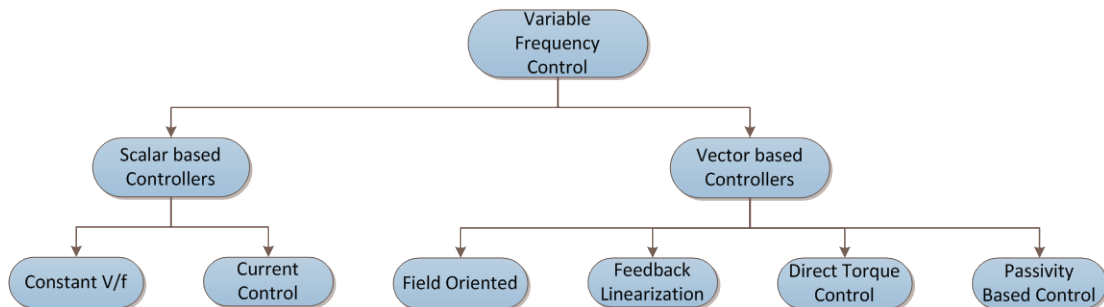 Variable
Frequency
Control
Scalar based
Controllers
Vector based
Controllers
Constant V/f
Current
Control
Field Oriented
Feedback
Linearization
Direct Torque
Control
Passivity
Based Control